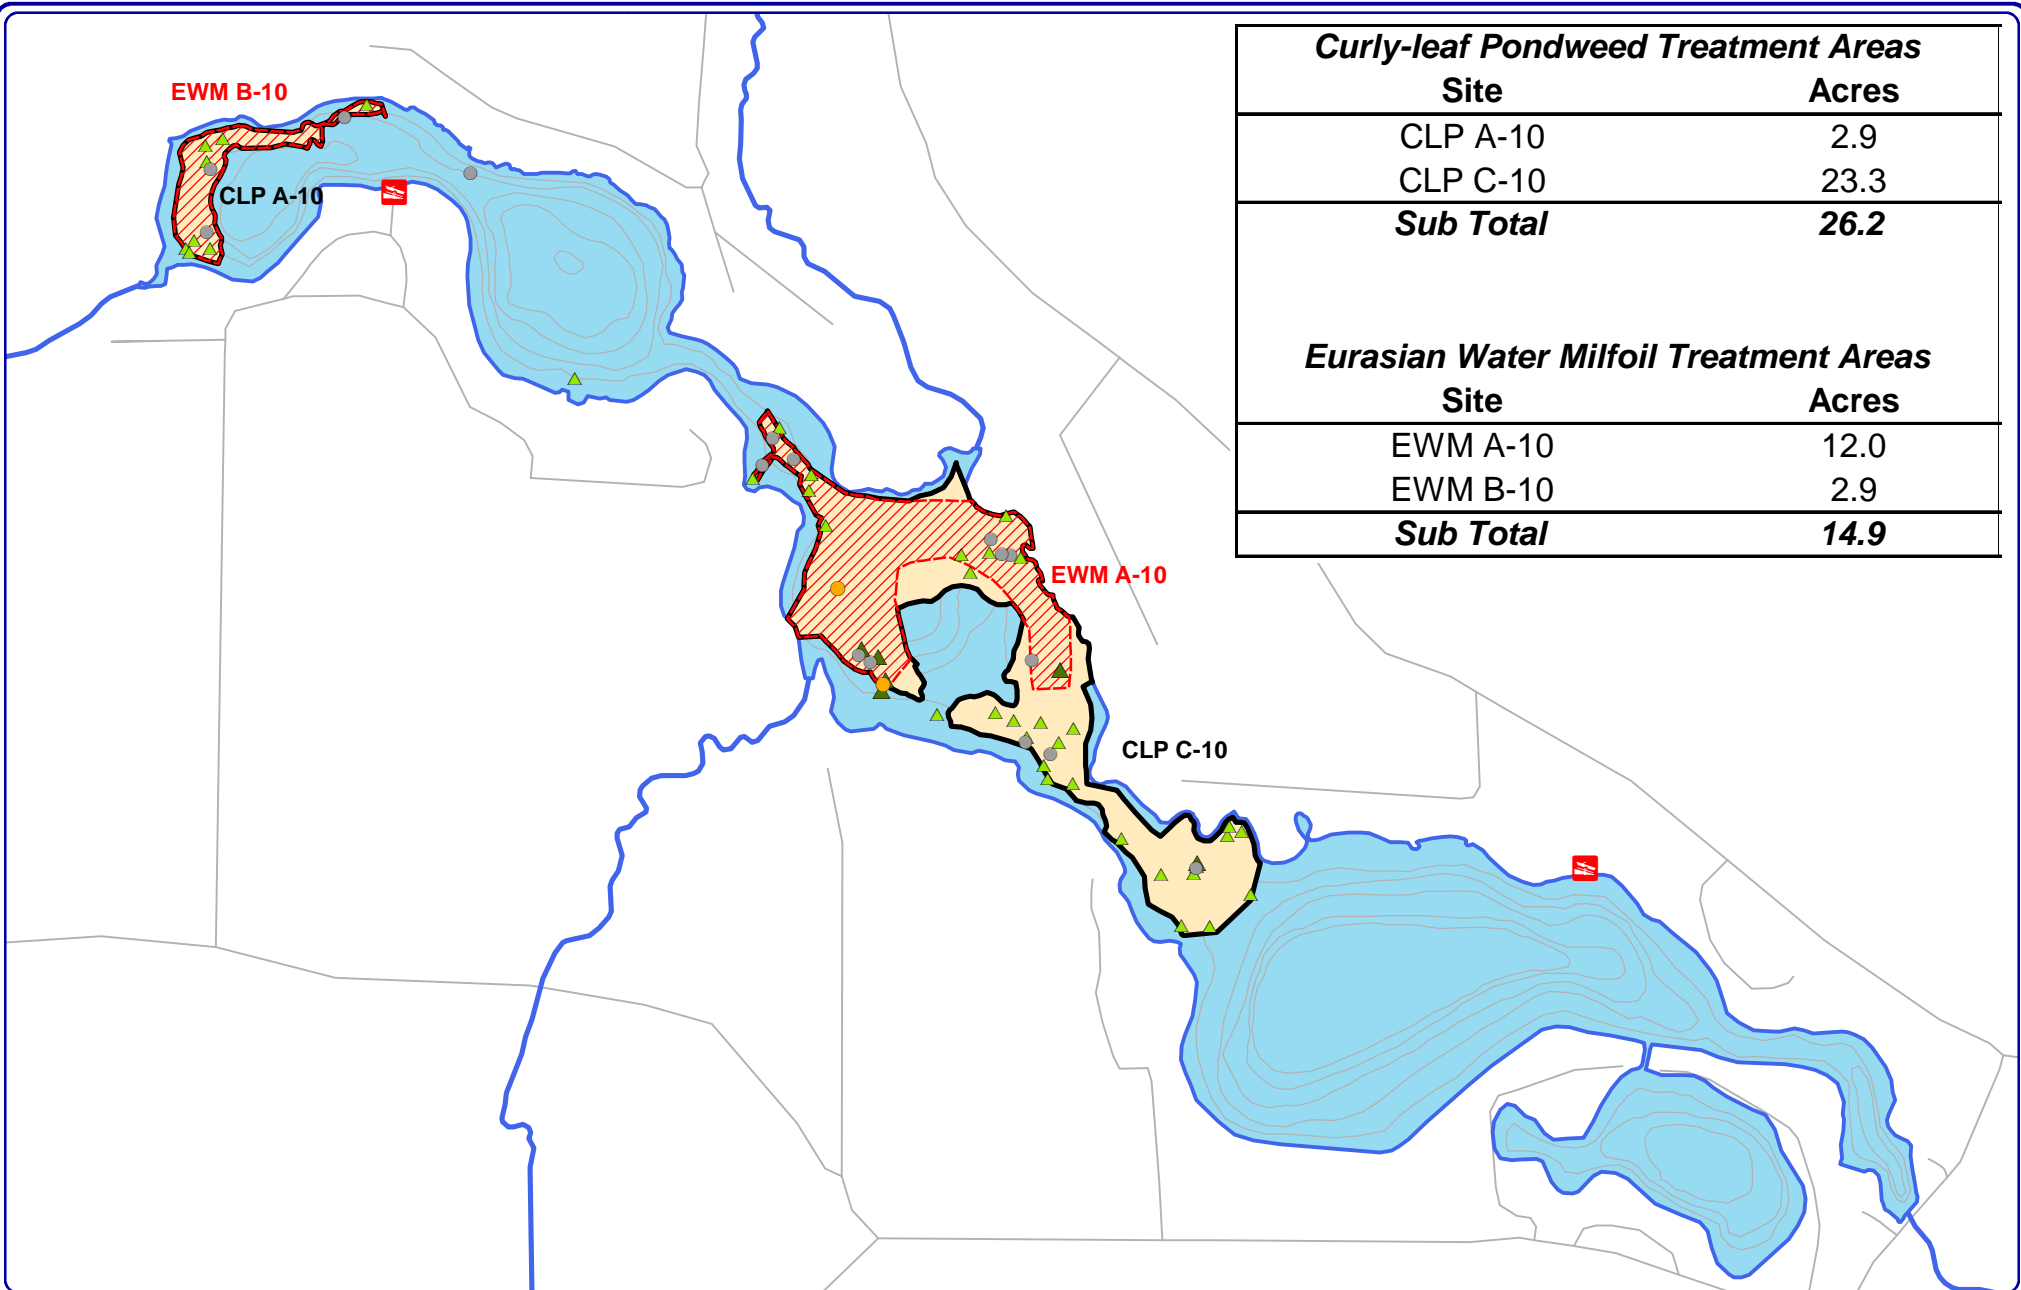 Curly-leaf Pondweed Treatment Areas
Site Acres
CLP A-10 2.9
CLP C-10 23.3
Sub Total 26.2
Eurasian Water Milfoil Treatment Areas
Site Acres
EWM A-10 12.0
EWM B-10 2.9
Sub Total 14.9
EWM B-10
CLP A-10
EWM A-10
CLP C-10